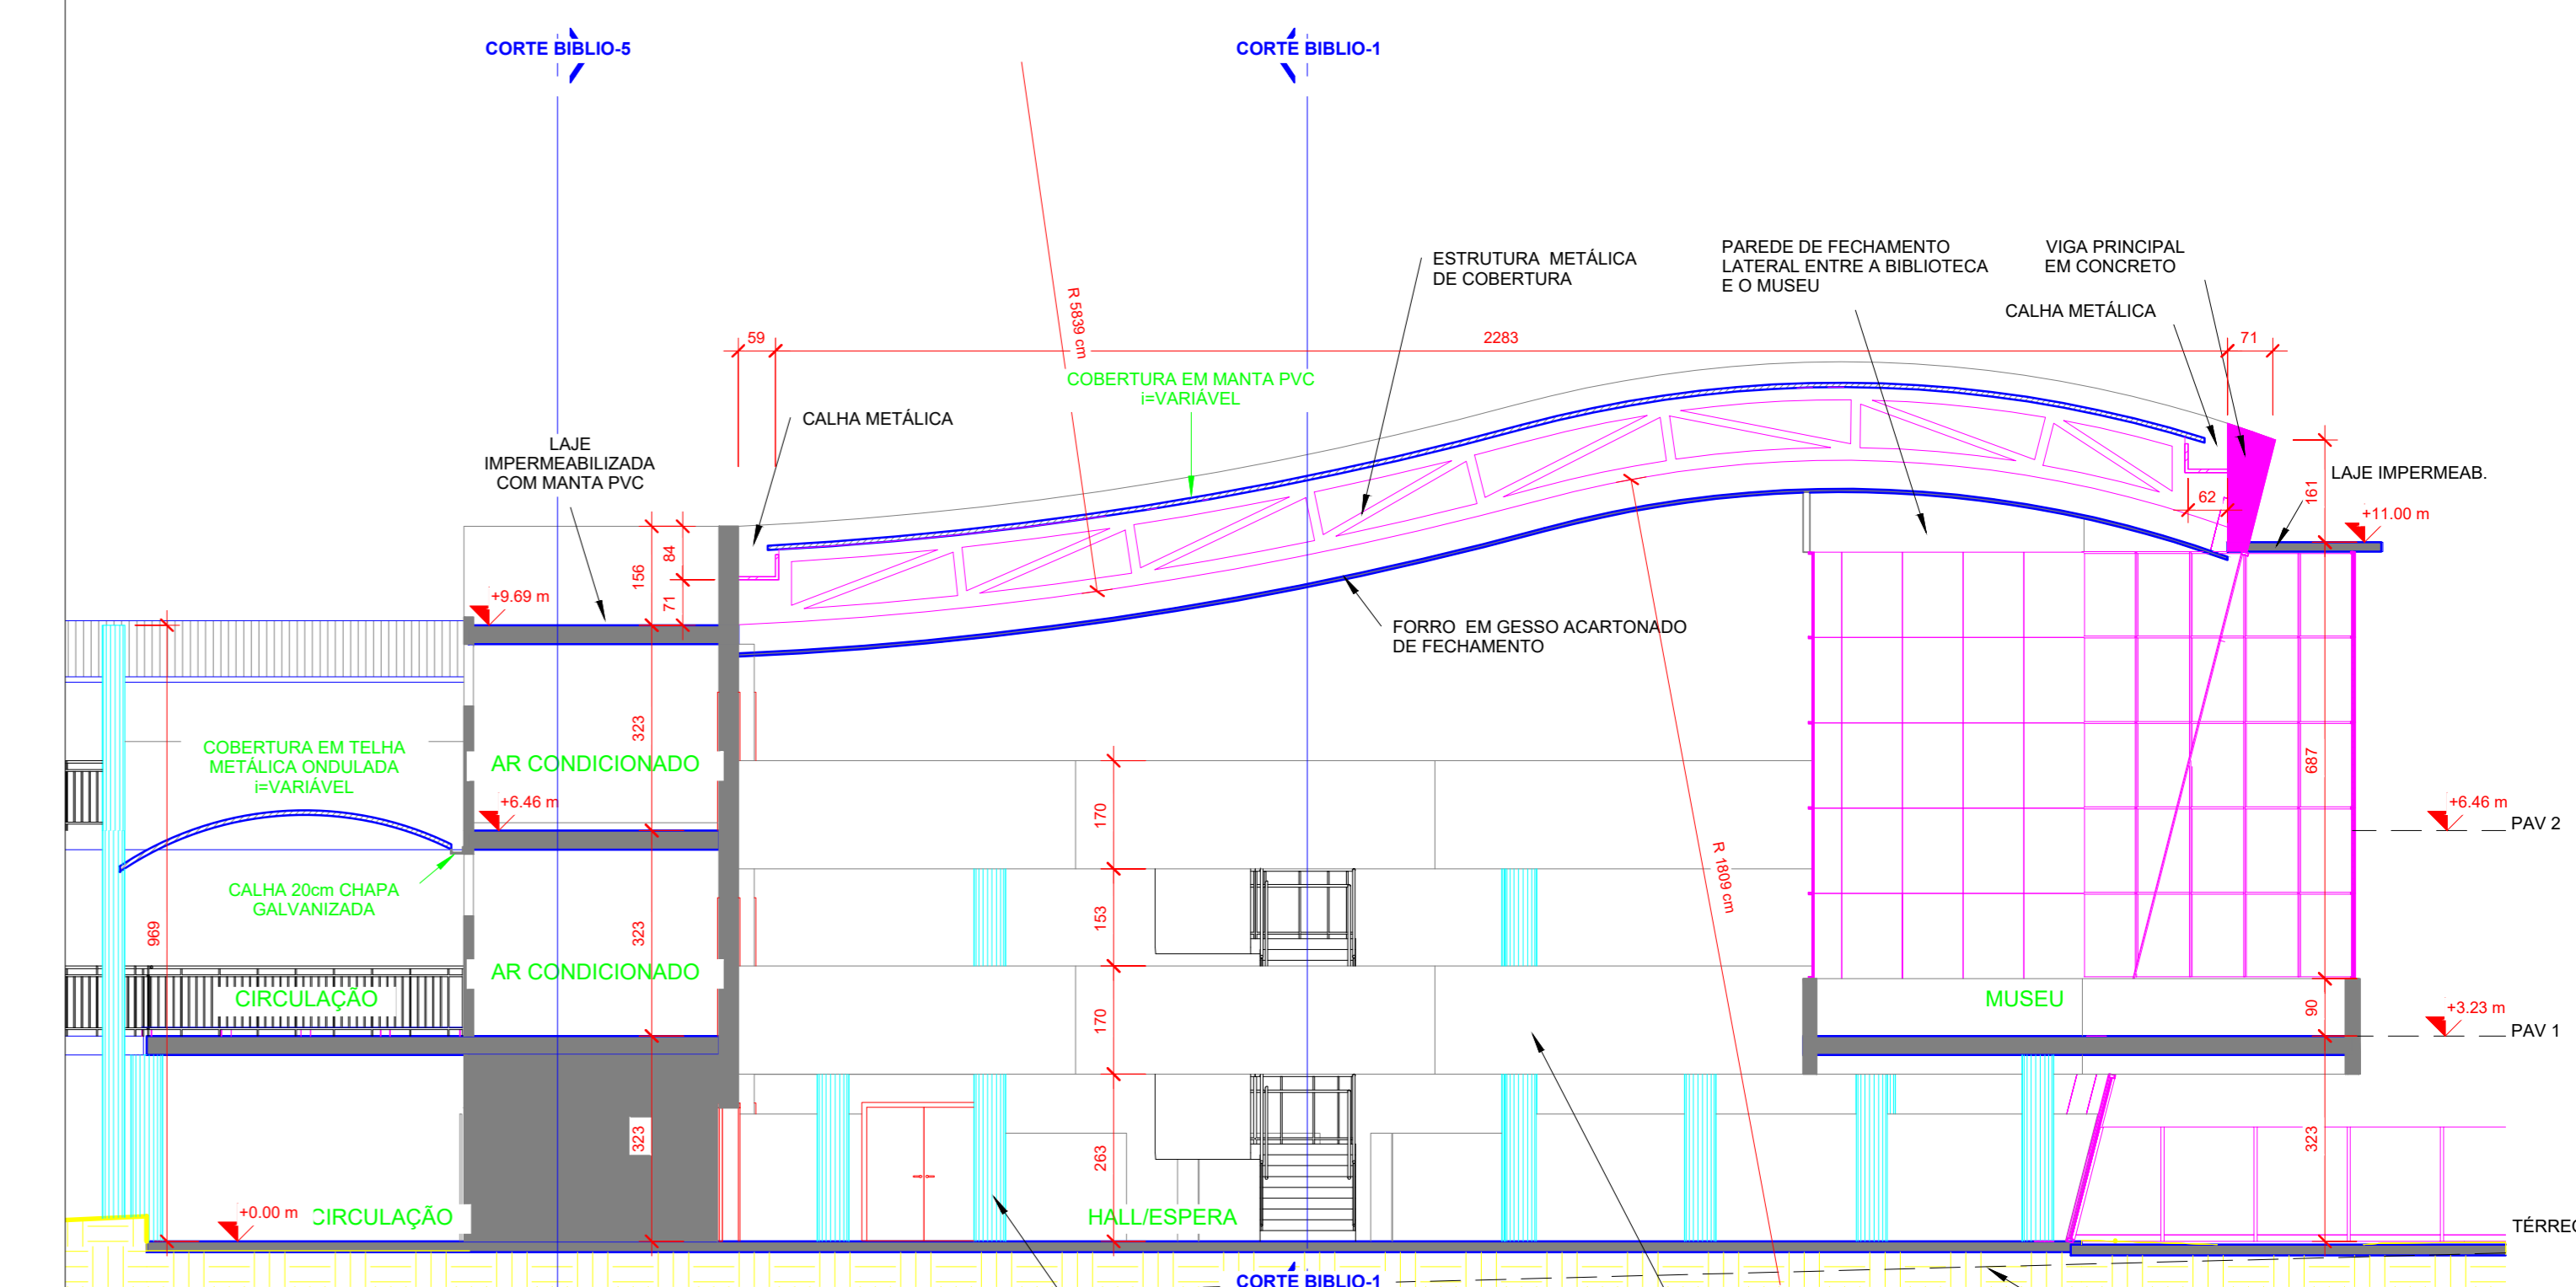 CORTE BIBLIO-5
CORTE BIBLIO-1
ESTRUTURA METÁLICA
DE COBERTURA
PAREDE DE FECHAMENTO
LATERAL ENTRE A BIBLIOTECA
E O MUSEU
VIGA PRINCIPAL
EM CONCRETO
CALHA METÁLICA
R 5839 cm
59
2283
71
COBERTURA EM MANTA PVC
i=VARIÁVEL
CALHA METÁLICA
LAJE
IMPERMEABILIZADA
COM MANTA PVC
LAJE IMPERMEAB.
62
161
+11.00 m
84
156
71
+9.69 m
FORRO EM GESSO ACARTONADO
DE FECHAMENTO
323
COBERTURA EM TELHA
METÁLICA ONDULADA
i=VARIÁVEL
AR CONDICIONADO
687
+6.46 m
+6.46 m
PAV 2
170
R 1809 cm
CALHA 20cm CHAPA
GALVANIZADA
969
323
153
AR CONDICIONADO
CIRCULAÇÃO
MUSEU
90
+3.23 m
PAV 1
170
323
263
323
+0.00 m
CIRCULAÇÃO
HALL/ESPERA
CORTE BIBLIO-1